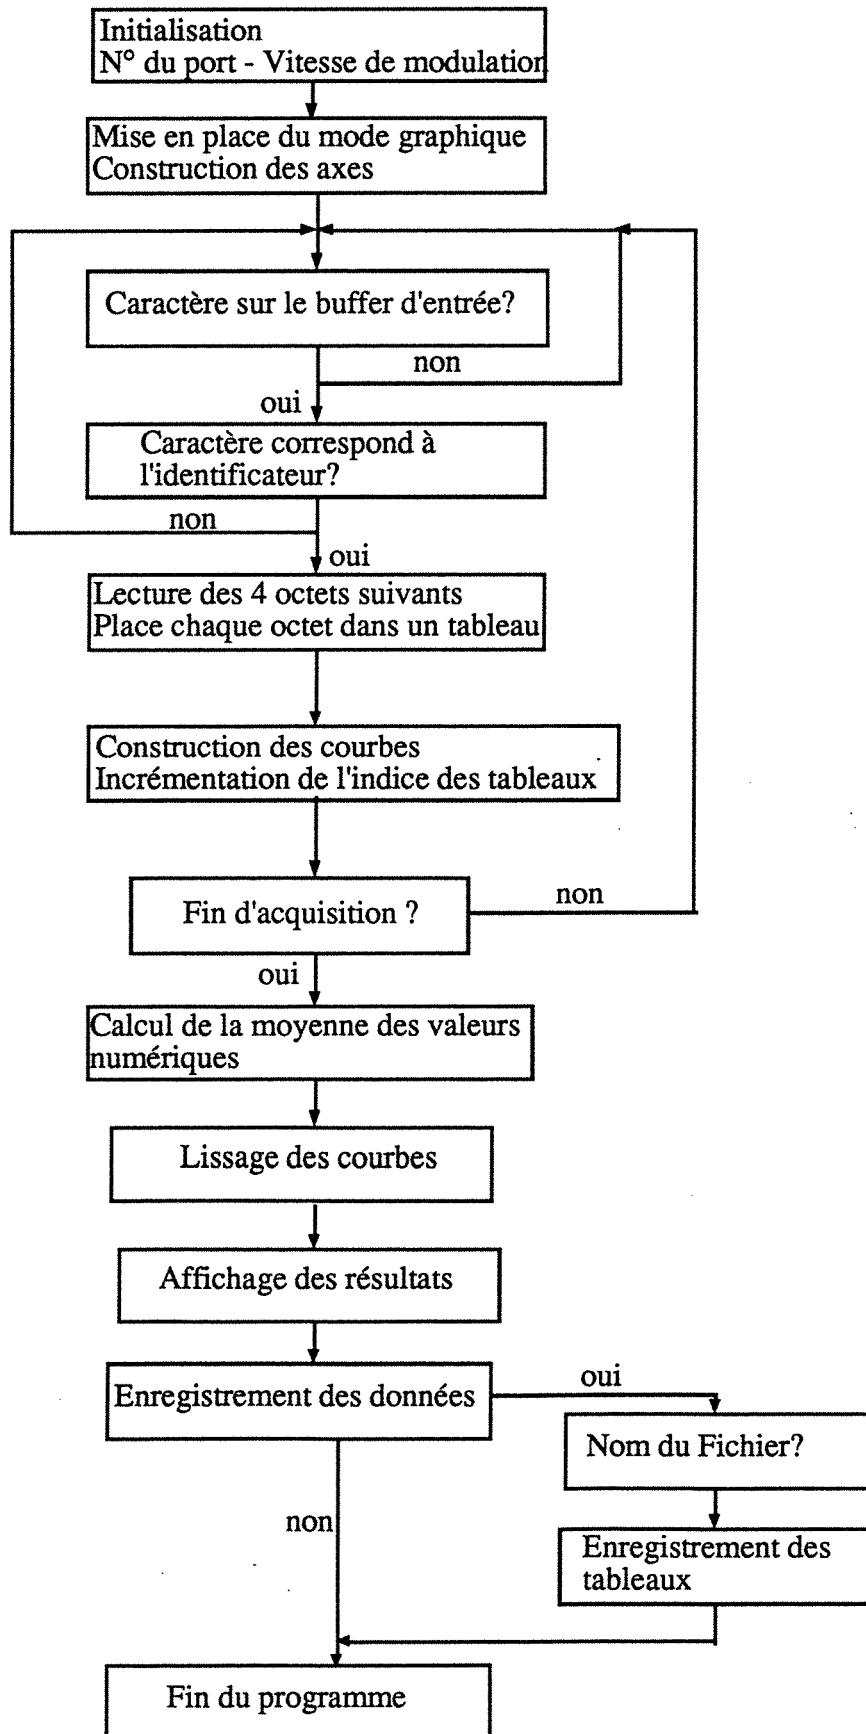 Initialisation
N° du port - Vitesse de modulation
Mise en place du mode graphique
Construction des axes
Caractère sur le buffer d'entrée?
non
oui
Caractère correspond à
l'identificateur?
non
oui
Lecture des 4 octets suivants
Place chaque octet dans un tableau
Construction des courbes
Incrémentation de l'indice des tableaux
Fin d'acquisition ?
non
oui
Calcul de la moyenne des valeurs
numériques
Lissage des courbes
Affichage des résultats
Enregistrement des données
oui
Nom du Fichier?
non
Enregistrement des
tableaux
Fin du programme